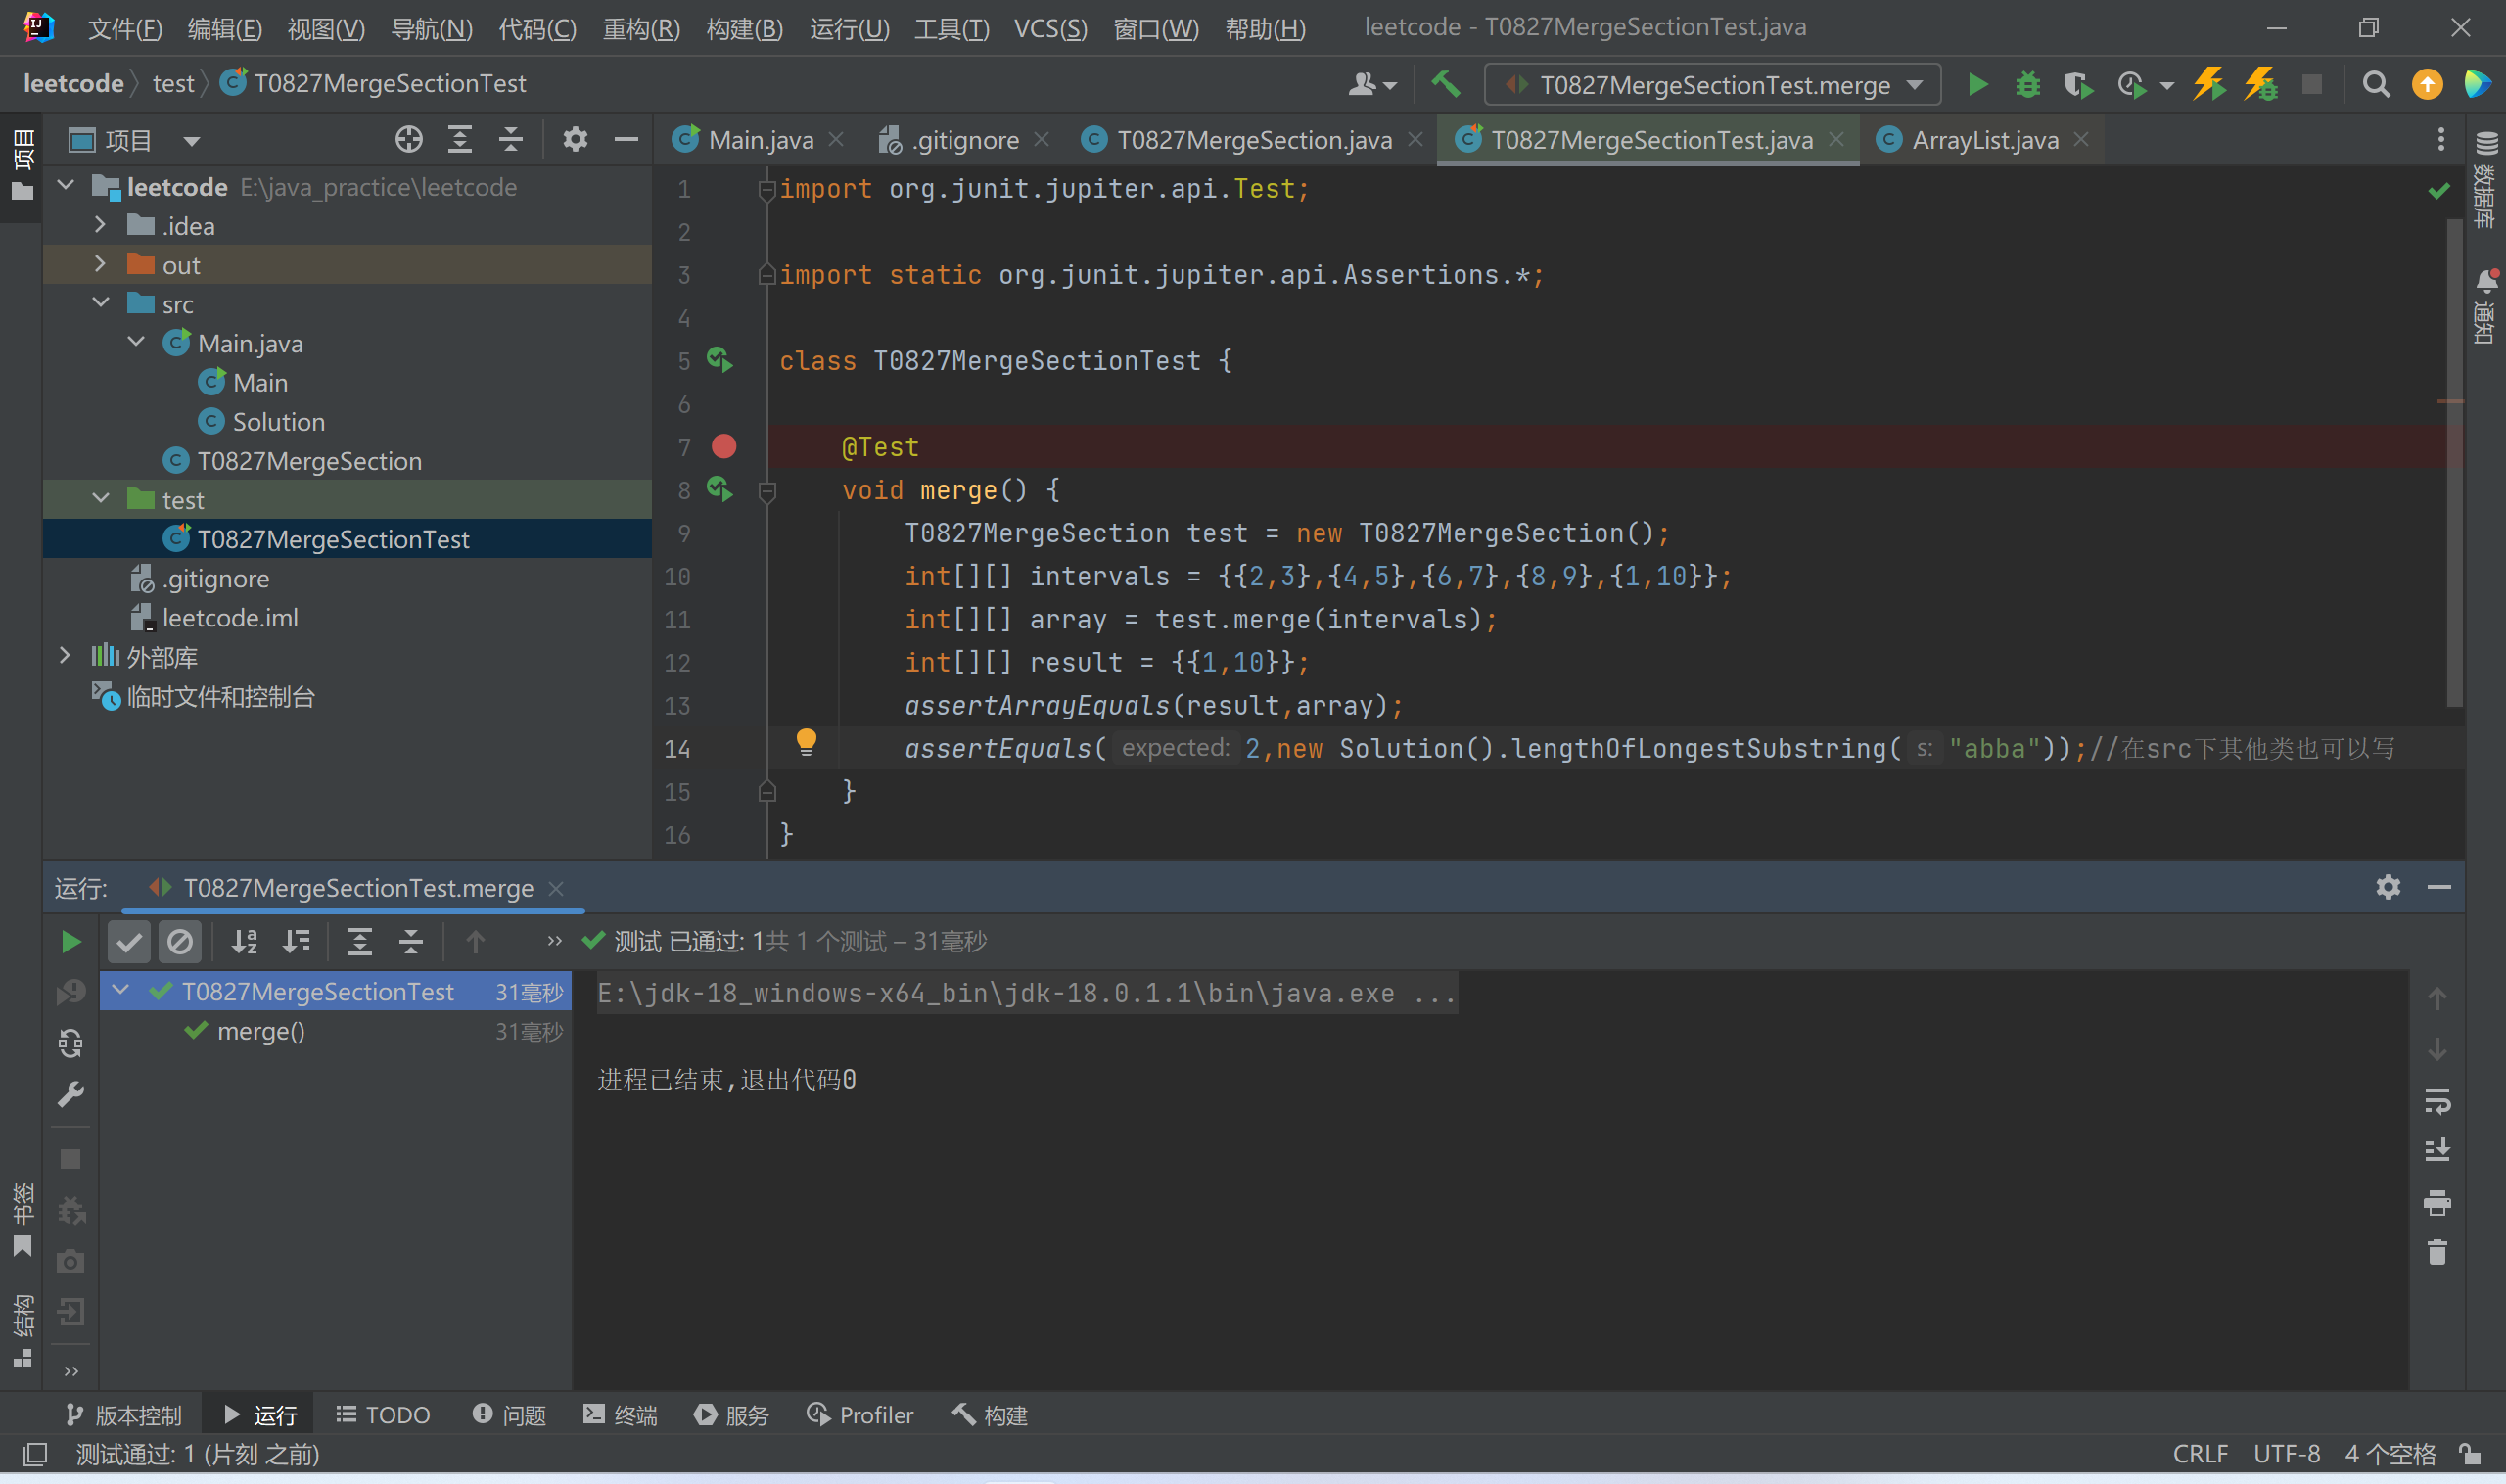 文件(F) 编辑(E) 视图(V) 导航(N) 代码(C) 重构(R) 构建(B) 运行(U) 工具(T) VCS(S) 窗口(W) 帮助(H) leetcode - T0827MergeSectionTest.java
leetcode test T0827MergeSectionTest
T0827MergeSectionTest.merge
项目
项目
Main.java
.gitignore
T0827MergeSection.java
T0827MergeSectionTest.java
ArrayList.java
leetcode E:\java_practice\leetcode
.idea
out
src
Main.java
Main
Solution
T0827MergeSection
test
T0827MergeSectionTest
.gitignore
leetcode.iml
外部库
临时文件和控制台
1 import org.junit.jupiter.api.Test;
2
3 import static org.junit.jupiter.api.Assertions.*;
4
5 class T0827MergeSectionTest {
6
7 @Test
8 void merge() {
9 T0827MergeSection test = new T0827MergeSection();
10 int[][] intervals = {{2,3},{4,5},{6,7},{8,9},{1,10}};
11 int[][] array = test.merge(intervals);
12 int[][] result = {{1,10}};
13 assertArrayEquals(result,array);
14 assertEquals( expected: 2,new Solution().lengthOfLongestSubstring( s: "abba"));//在src下其他类也可以写
15 }
16 }
数据库
通知
运行: T0827MergeSectionTest.merge
测试 已通过: 1共 1 个测试 – 31毫秒
T0827MergeSectionTest 31毫秒
merge() 31毫秒
E:\jdk-18_windows-x64_bin\jdk-18.0.1.1\bin\java.exe ...
进程已结束,退出代码0
书签
结构
版本控制 运行 TODO 问题 终端 服务 Profiler 构建
测试通过: 1 (片刻 之前) CRLF UTF-8 4 个空格